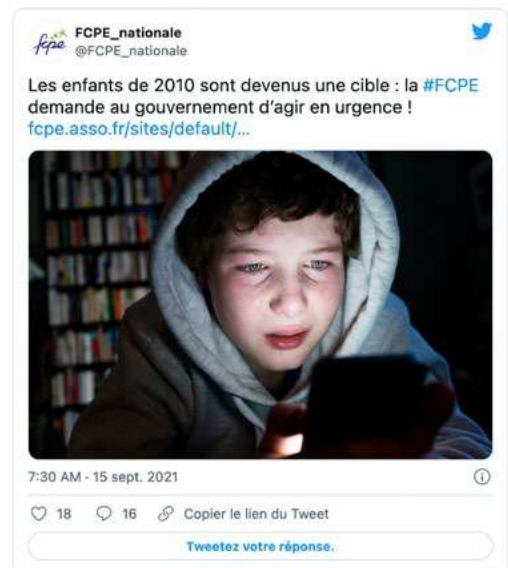 fcpe
FCPE_nationale
@FCPE_nationale
Les enfants de 2010 sont devenus une cible : la #FCPE
demande au gouvernement d'agir en urgence !
fcpe.asso.fr/sites/default/...
7:30 AM · 15 sept. 2021
18 16 Copier le lien du Tweet
Tweetez votre réponse.